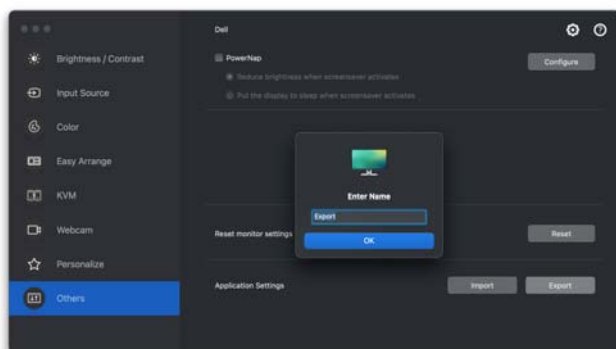 Dell
Brightness / Contrast
Input Source
Color
Easy Arrange
KVM
Webcam
Personalize
Others
PowerNap
Configure
Reduce brightness when screensaver activates
Put the display to sleep when screensaver activates
Enter Name
Export
OK
Reset monitor settings
Reset
Application Settings
Import
Export